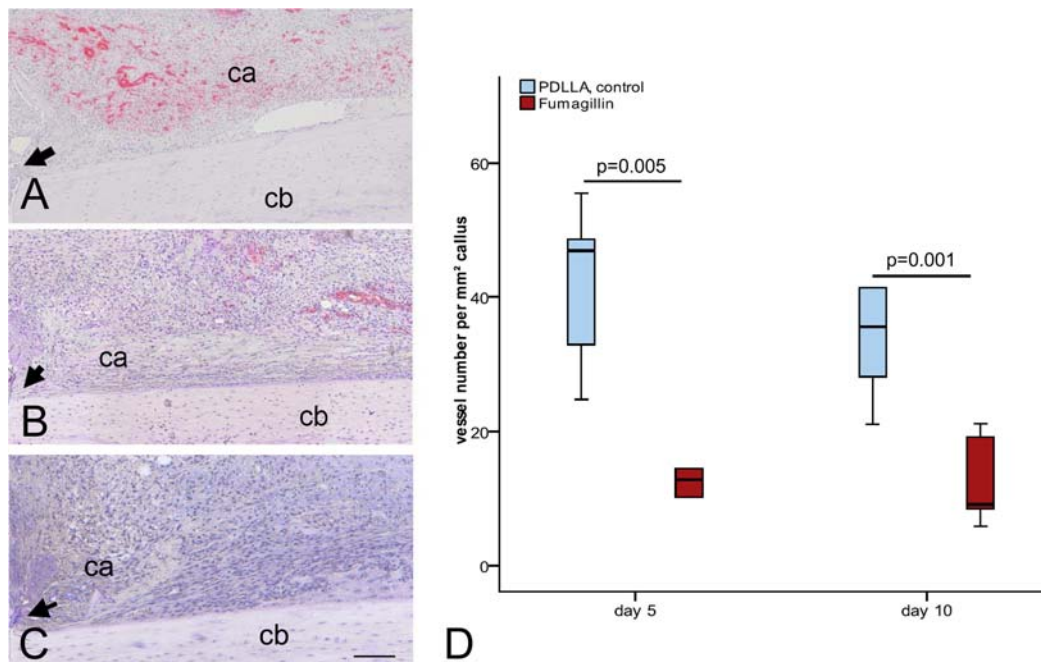 ca
cb
A
ca
cb
B
ca
cb
C
PDLLA, control
Fumagillin
vessel number per mm² callus
60
40
20
0
p=0.005
p=0.001
day 5
day 10
D